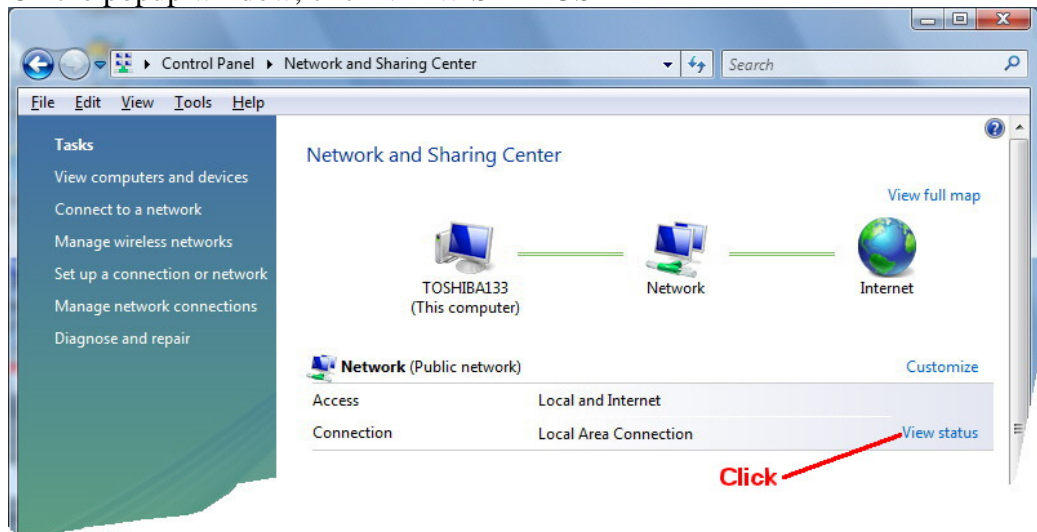 Control Panel ▸ Network and Sharing Center
Search
File Edit View Tools Help
Tasks
View computers and devices
Connect to a network
Manage wireless networks
Set up a connection or network
Manage network connections
Diagnose and repair
Network and Sharing Center
View full map
TOSHIBA133
(This computer)
Network
Internet
Network (Public network)
Customize
Access
Local and Internet
Connection
Local Area Connection
View status
Click